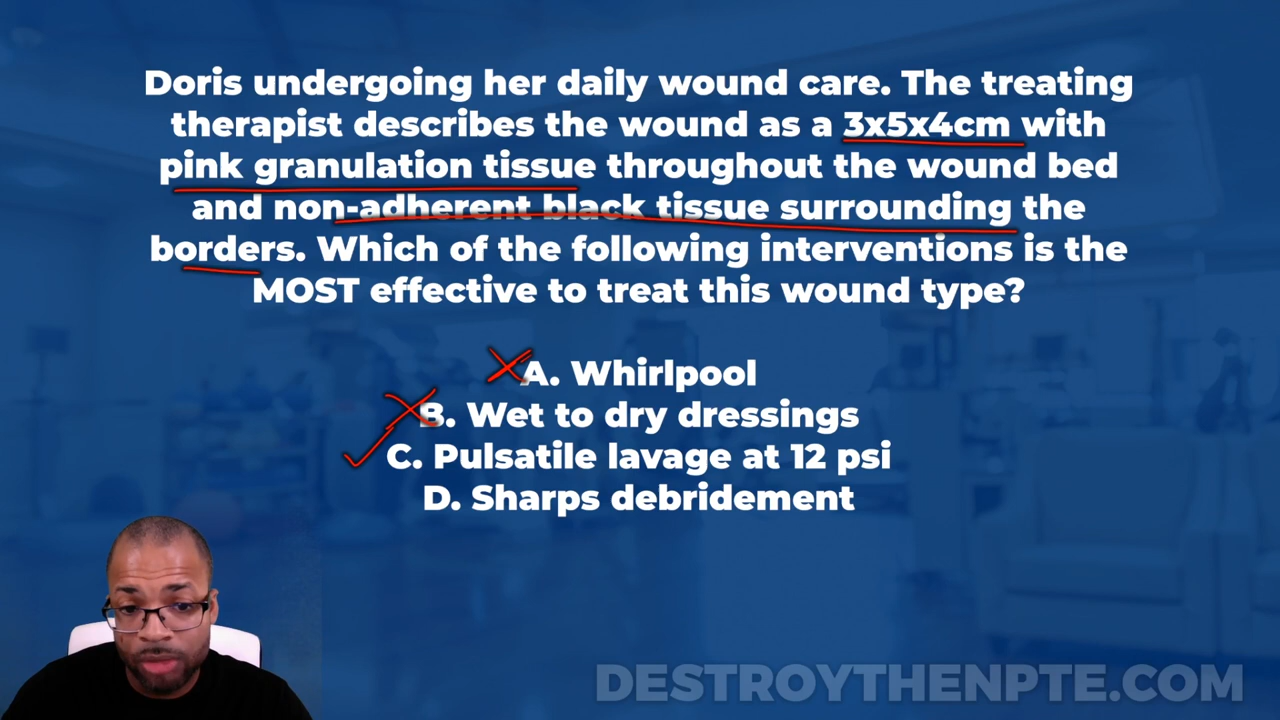 Doris undergoing her daily wound care. The treating
therapist describes the wound as a 3x5x4cm with
pink granulation tissue throughout the wound bed
and non-adherent black tissue surrounding the
borders. Which of the following interventions is the
MOST effective to treat this wound type?
A. Whirlpool
B. Wet to dry dressings
C. Pulsatile lavage at 12 psi
D. Sharps debridement
DESTROYTHENPTE.COM